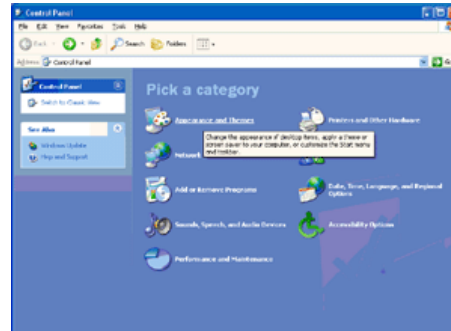 Control Panel
File Edit View Favorites Tools Help
Back Search Folders
Address Control Panel Go
Control Panel
Switch to Classic View
See Also
Windows Update
Help and Support
Pick a category
Appearance and Themes
Printers and Other Hardware
Change the appearance of desktop items, apply a theme or
screen saver to your computer, or customize the Start menu
and taskbar.
Network
Add or Remove Programs
Date, Time, Language, and Regional
Options
Sounds, Speech, and Audio Devices
Accessibility Options
Performance and Maintenance